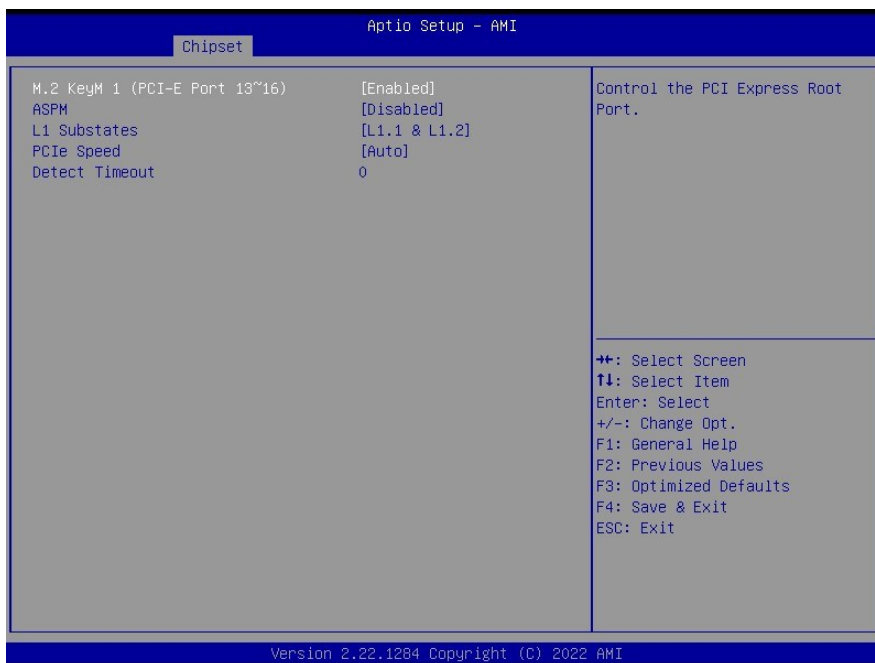 Aptio Setup – AMI
Chipset
M.2 KeyM 1 (PCI-E Port 13~16) [Enabled]
ASPM [Disabled]
L1 Substates [L1.1 & L1.2]
PCIe Speed [Auto]
Detect Timeout 0
Control the PCI Express Root
Port.
→←: Select Screen
↑↓: Select Item
Enter: Select
+/-: Change Opt.
F1: General Help
F2: Previous Values
F3: Optimized Defaults
F4: Save & Exit
ESC: Exit
Version 2.22.1284 Copyright (C) 2022 AMI